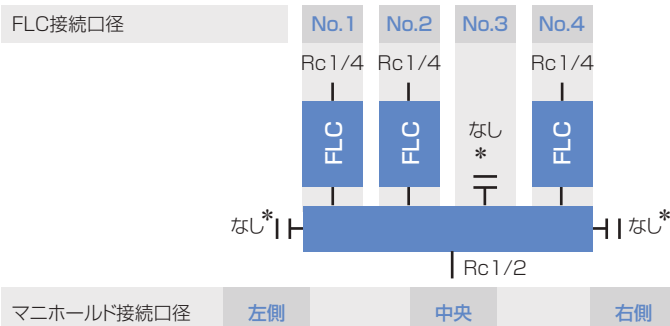 FLC接続口径 No.1 No.2 No.3 No.4
Rc1/4 Rc1/4 Rc1/4
FLC FLC なし FLC
*
なし* なし*
Rc1/2
マニホールド接続口径 左側 中央 右側